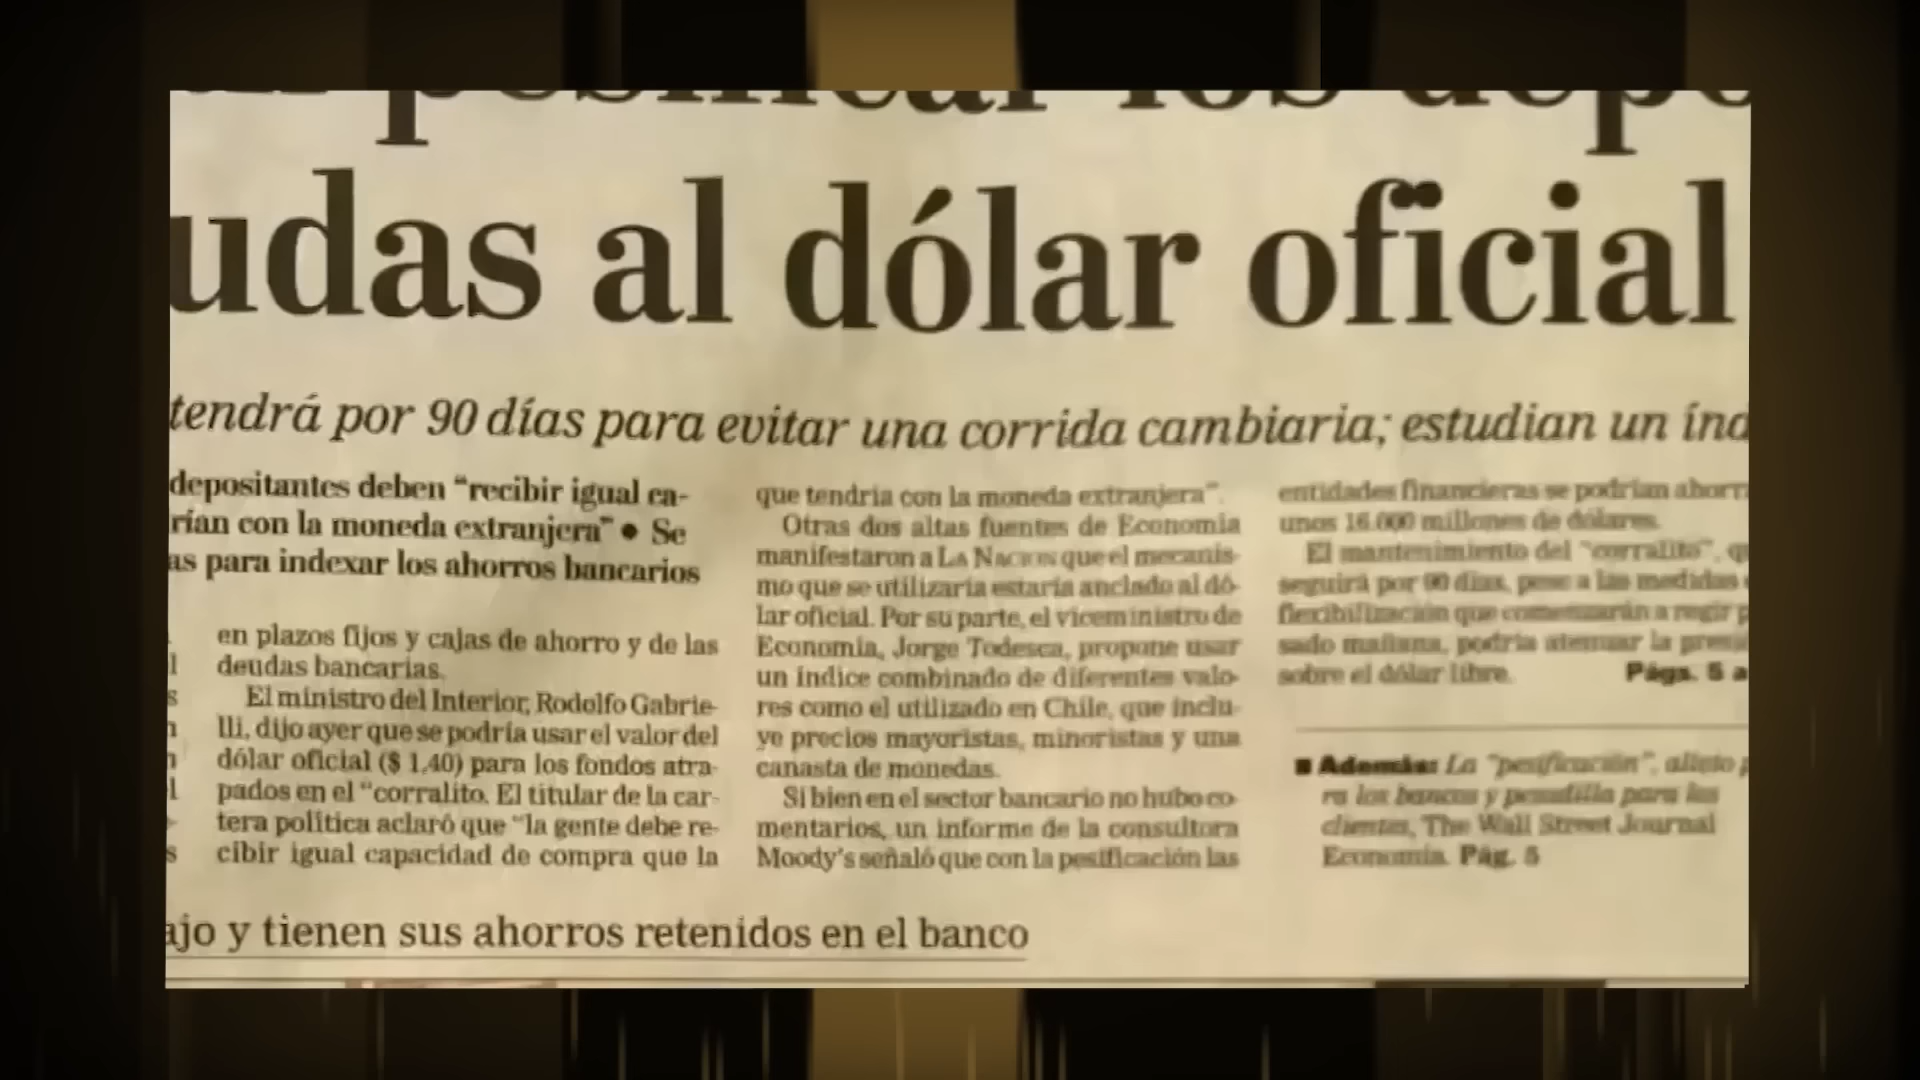 pesificar los depó
udas al dólar oficial
tendrá por 90 días para evitar una corrida cambiaria; estudian un índ
depositantes deben “recibir igual ca-
rían con la moneda extranjera” ● Se
as para indexar los ahorros bancarios
en plazos fijos y cajas de ahorro y de las
deudas bancarias.
El ministro del Interior, Rodolfo Gabrie-
lli, dijo ayer que se podría usar el valor del
dólar oficial ($ 1,40) para los fondos atra-
pados en el “corralito. El titular de la car-
tera política aclaró que “la gente debe re-
cibir igual capacidad de compra que la
que tendría con la moneda extranjera”.
Otras dos altas fuentes de Economía
manifestaron a LA NACION que el mecanis-
mo que se utilizaría estaría anclado al dó-
lar oficial. Por su parte, el viceministro de
Economía, Jorge Todesca, propone usar
un índice combinado de diferentes valo-
res como el utilizado en Chile, que inclu-
ye precios mayoristas, minoristas y una
canasta de monedas.
Si bien en el sector bancario no hubo co-
mentarios, un informe de la consultora
Moody's señaló que con la pesificación las
entidades financieras se podrían ahorr
unos 16.000 millones de dólares.
El mantenimiento del “corralito”, q
seguirá por 90 días, pese a las medidas
flexibilización que comenzarán a regir p
sado mañana, podría atenuar la presi
sobre el dólar libre. Págs. 5 a
■ Además: La “pesificación”, alivio p
ra los bancos y pesadilla para los
clientes, The Wall Street Journal
Economía. Pág. 5
ajo y tienen sus ahorros retenidos en el banco